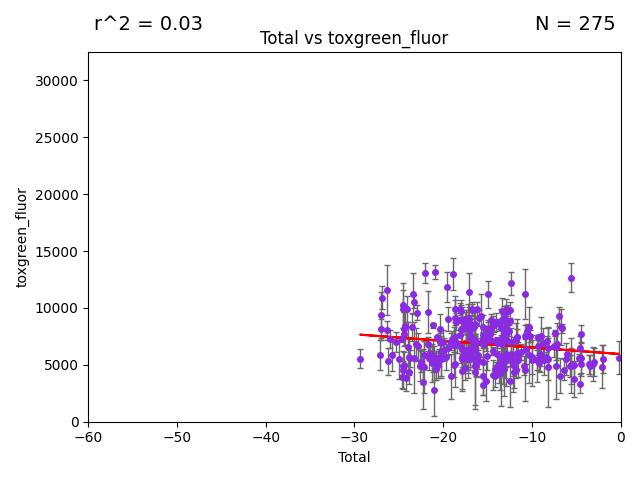 r^2 = 0.03
N = 275
Total vs toxgreen_fluor
30000
25000
20000
15000
10000
5000
0
toxgreen_fluor
−60
−50
−40
−30
−20
−10
0
Total